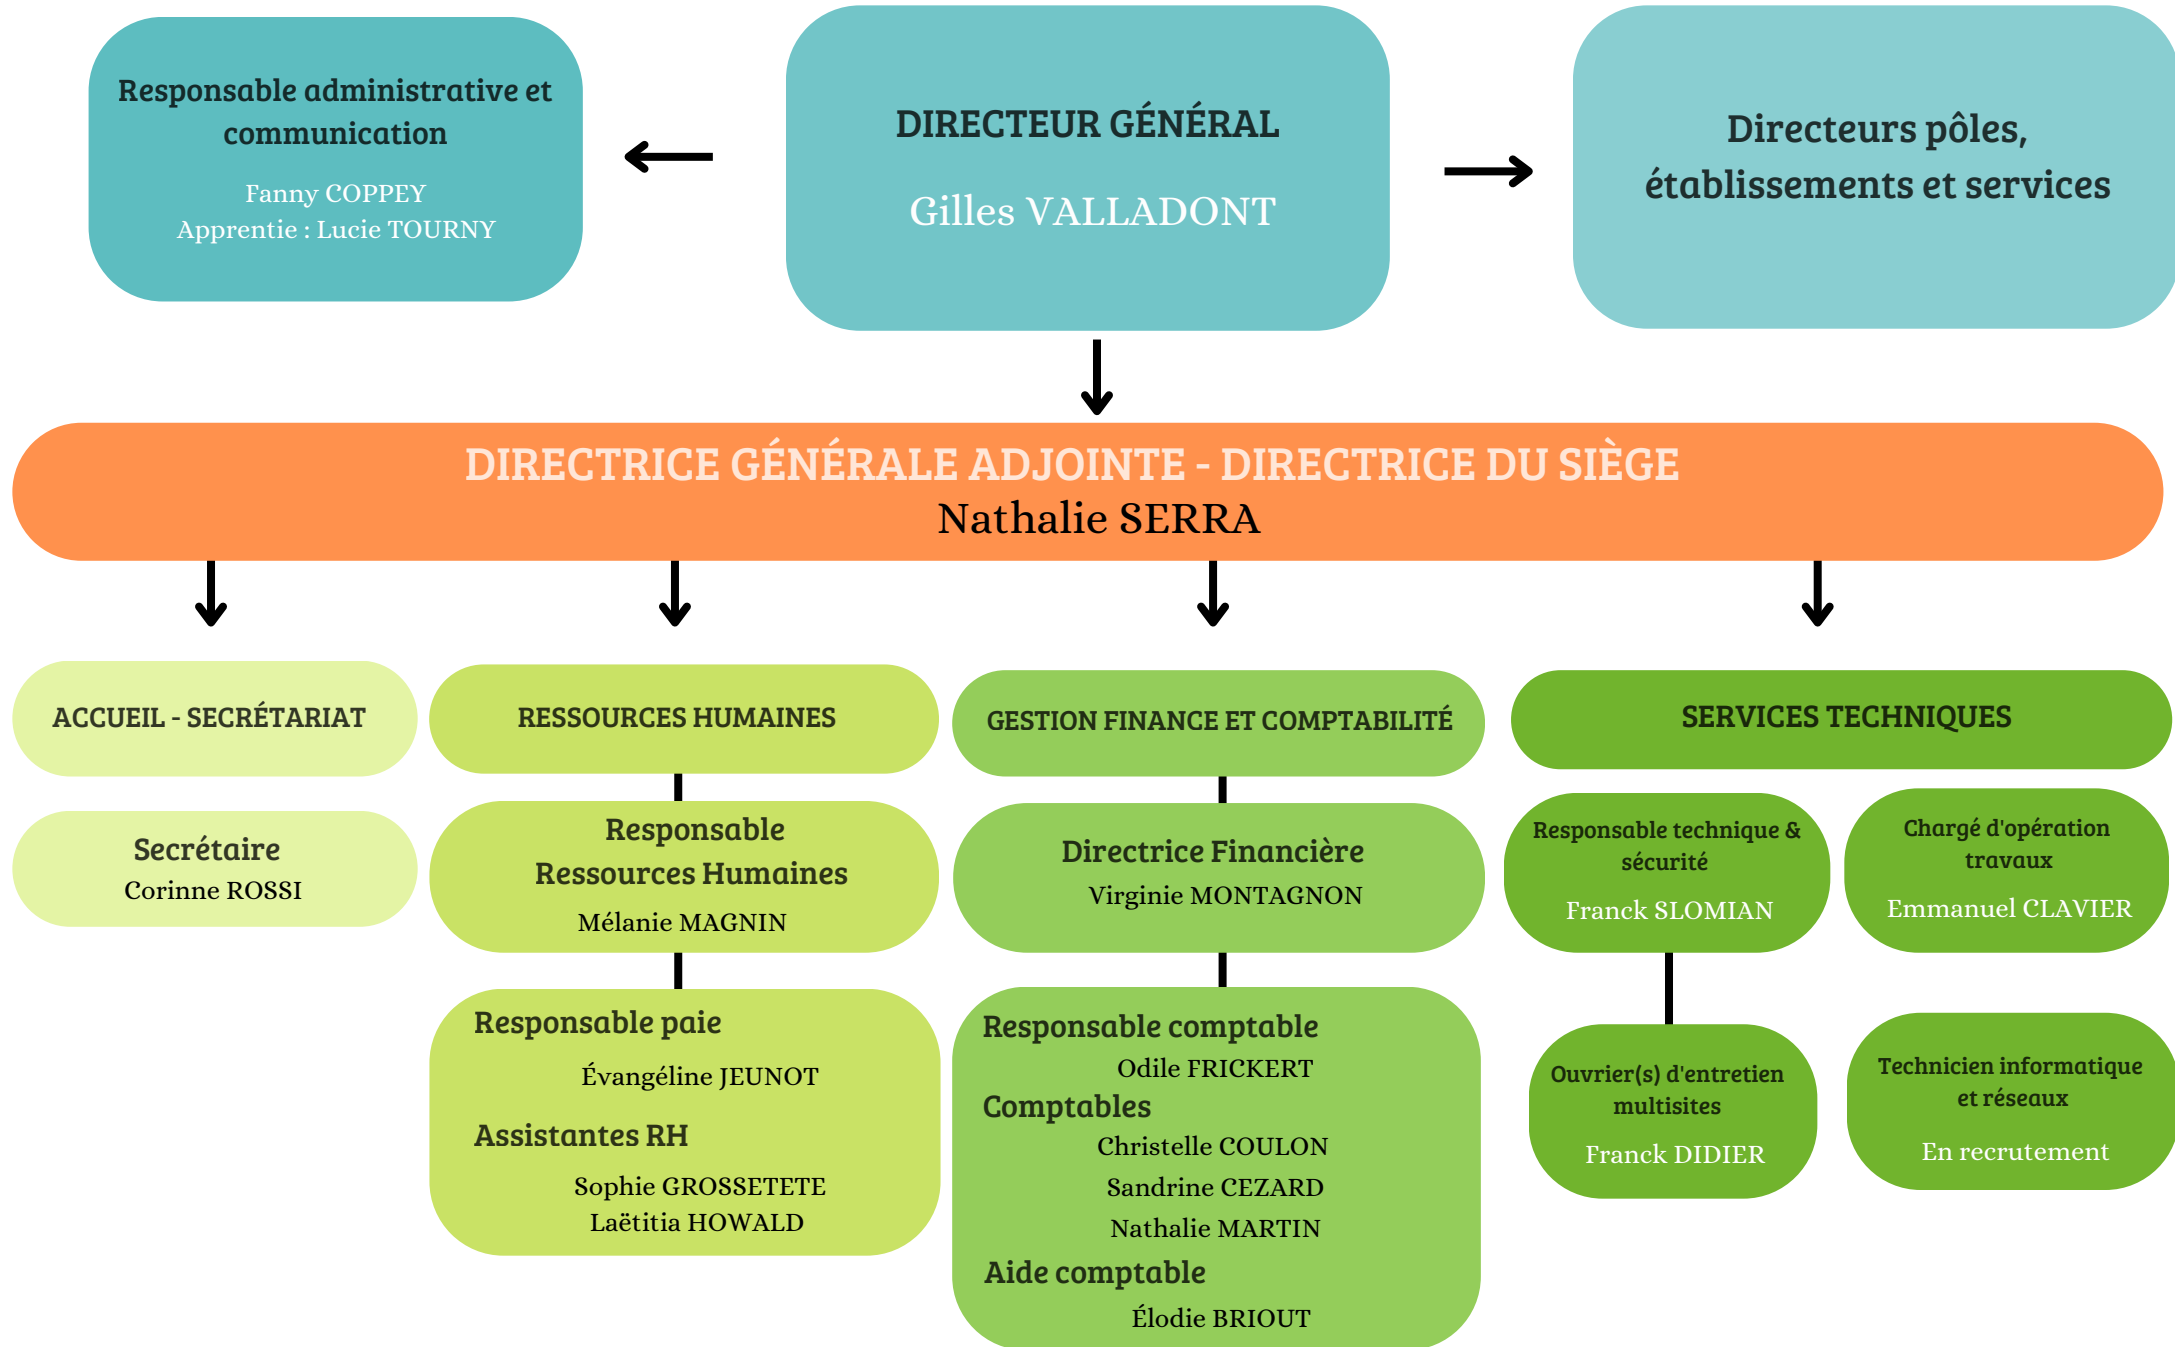 Responsable administrative et
communication
Fanny COPPEY
Apprentie : Lucie TOURNY
DIRECTEUR GÉNÉRAL
Gilles VALLADONT
Directeurs pôles,
établissements et services
DIRECTRICE GÉNÉRALE ADJOINTE - DIRECTRICE DU SIÈGE
Nathalie SERRA
ACCUEIL - SECRÉTARIAT
Secrétaire
Corinne ROSSI
RESSOURCES HUMAINES
Responsable
Ressources Humaines
Mélanie MAGNIN
Responsable paie
Évangéline JEUNOT
Assistantes RH
Sophie GROSSETETE
Laëtitia HOWALD
GESTION FINANCE ET COMPTABILITÉ
Directrice Financière
Virginie MONTAGNON
Responsable comptable
Odile FRICKERT
Comptables
Christelle COULON
Sandrine CEZARD
Nathalie MARTIN
Aide comptable
Élodie BRIOUT
SERVICES TECHNIQUES
Responsable technique &
sécurité
Franck SLOMIAN
Chargé d'opération
travaux
Emmanuel CLAVIER
Ouvrier(s) d'entretien
multisites
Franck DIDIER
Technicien informatique
et réseaux
En recrutement